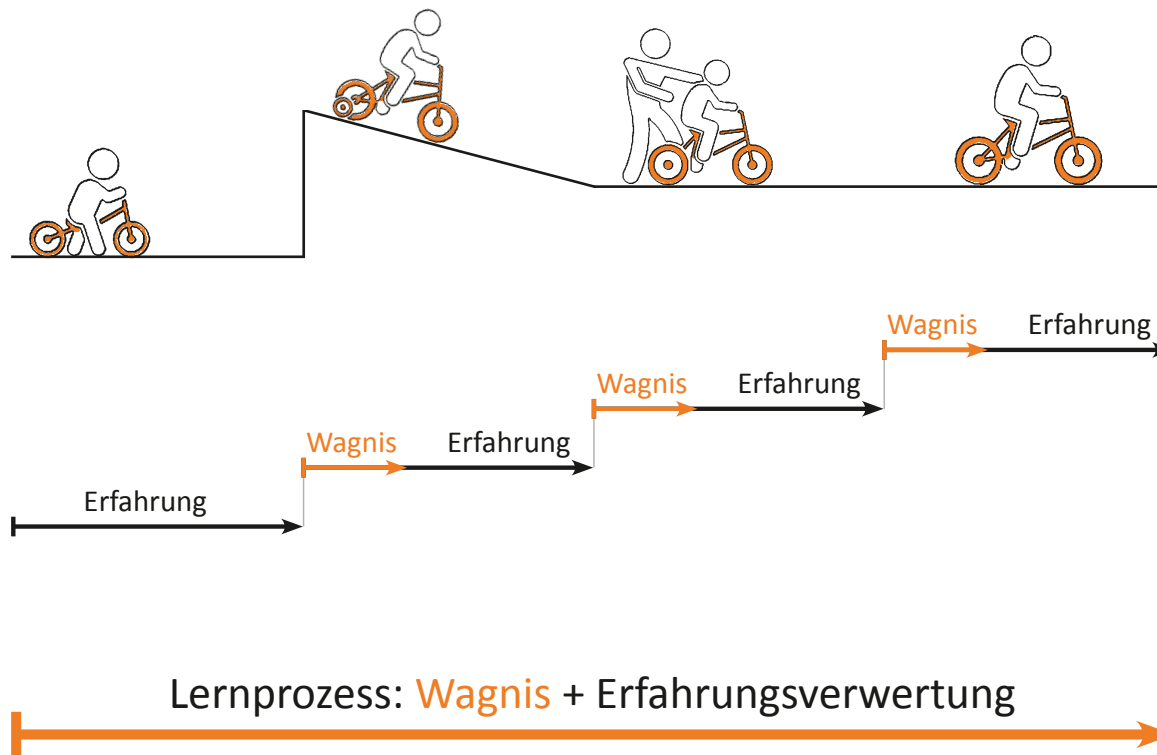 Wagnis Erfahrung
Wagnis Erfahrung
Wagnis Erfahrung
Erfahrung
Lernprozess: Wagnis + Erfahrungsverwertung